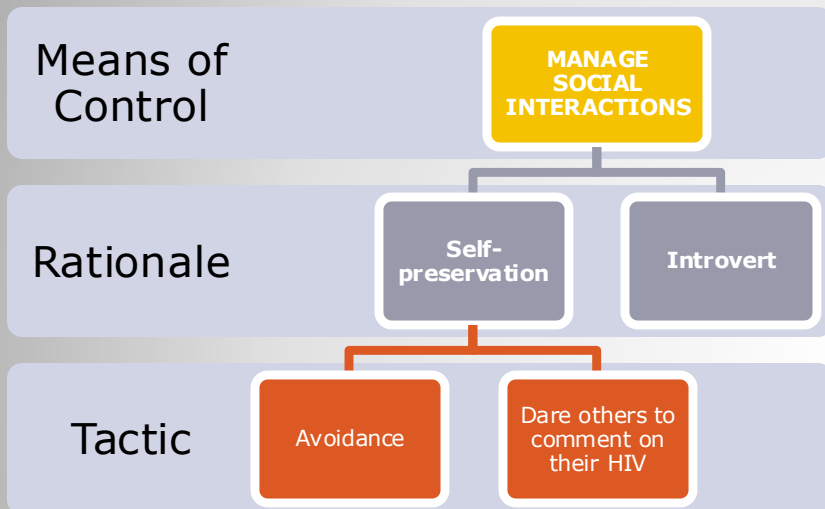 Means of
Control
MANAGE
SOCIAL
INTERACTIONS
Rationale
Self-
preservation
Introvert
Tactic
Avoidance
Dare others to
comment on
their HIV